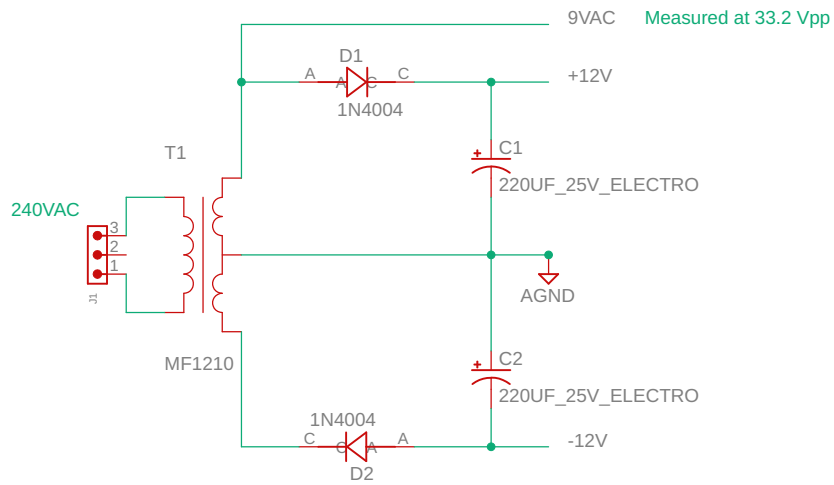 9VAC Measured at 33.2 Vpp
D1
A A C C
+12V
1N4004
T1
C1
220UF_25V_ELECTRO
240VAC
3
2
1
J1
AGND
MF1210
C2
220UF_25V_ELECTRO
1N4004
C C A A
-12V
D2